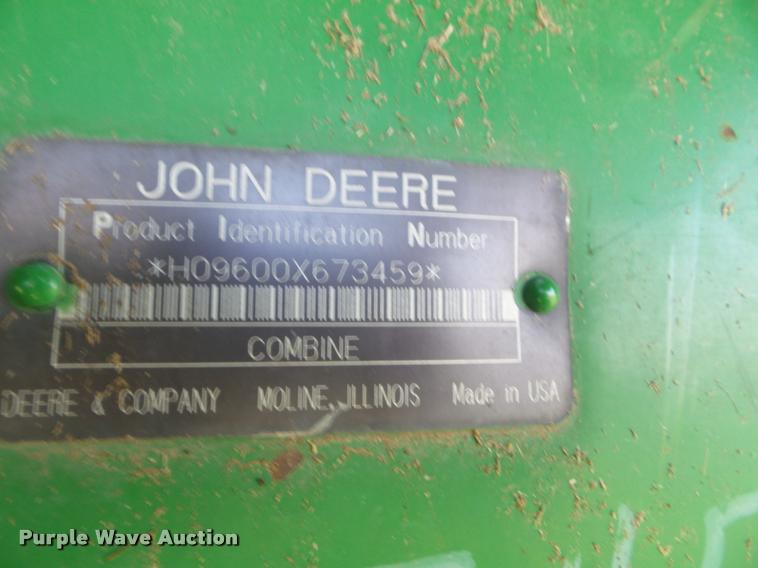 JOHN DEERE
Product Identification Number
*H09600X673459*
COMBINE
DEERE & COMPANY MOLINE, ILLINOIS Made in USA
Purple Wave Auction